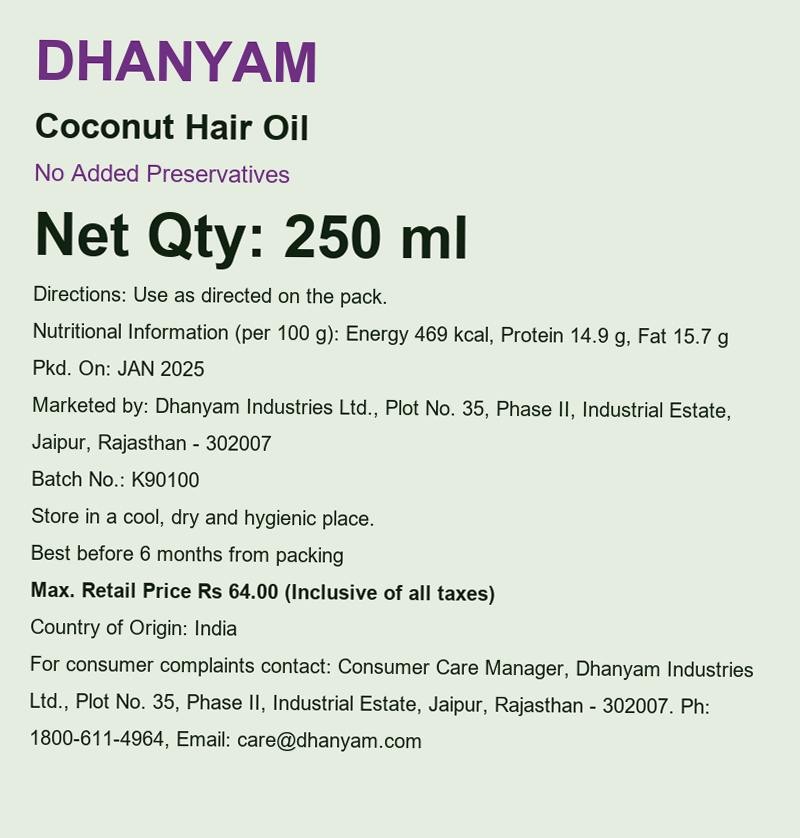 DHANYAM
Coconut Hair Oil
No Added Preservatives
Net Qty: 250 ml
Directions: Use as directed on the pack.
Nutritional Information (per 100 g): Energy 469 kcal, Protein 14.9 g, Fat 15.7 g
Pkd. On: JAN 2025
Marketed by: Dhanyam Industries Ltd., Plot No. 35, Phase II, Industrial Estate,
Jaipur, Rajasthan - 302007
Batch No.: K90100
Store in a cool, dry and hygienic place.
Best before 6 months from packing
Max. Retail Price Rs 64.00 (Inclusive of all taxes)
Country of Origin: India
For consumer complaints contact: Consumer Care Manager, Dhanyam Industries
Ltd., Plot No. 35, Phase II, Industrial Estate, Jaipur, Rajasthan - 302007. Ph:
1800-611-4964, Email: care@dhanyam.com